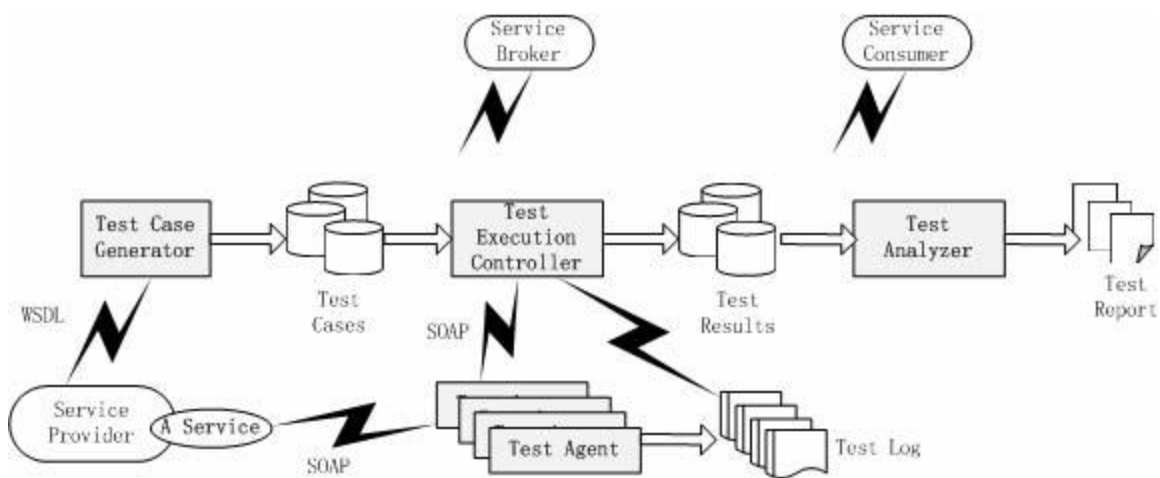 Service
Broker
Service
Consumer
Test Case
Generator
Test
Execution
Controller
Test
Analyzer
Test
Cases
Test
Results
Test
Report
WSDL
SOAP
Service
Provider
A Service
SOAP
Test Agent
Test Log